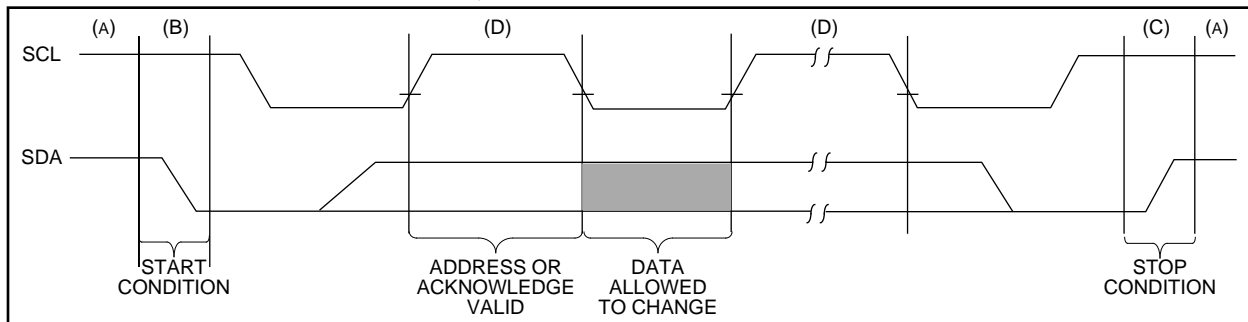 (A) (B) (D) (D) (C) (A)
SCL
SDA
START
CONDITION
ADDRESS OR
ACKNOWLEDGE
VALID
DATA
ALLOWED
TO CHANGE
STOP
CONDITION